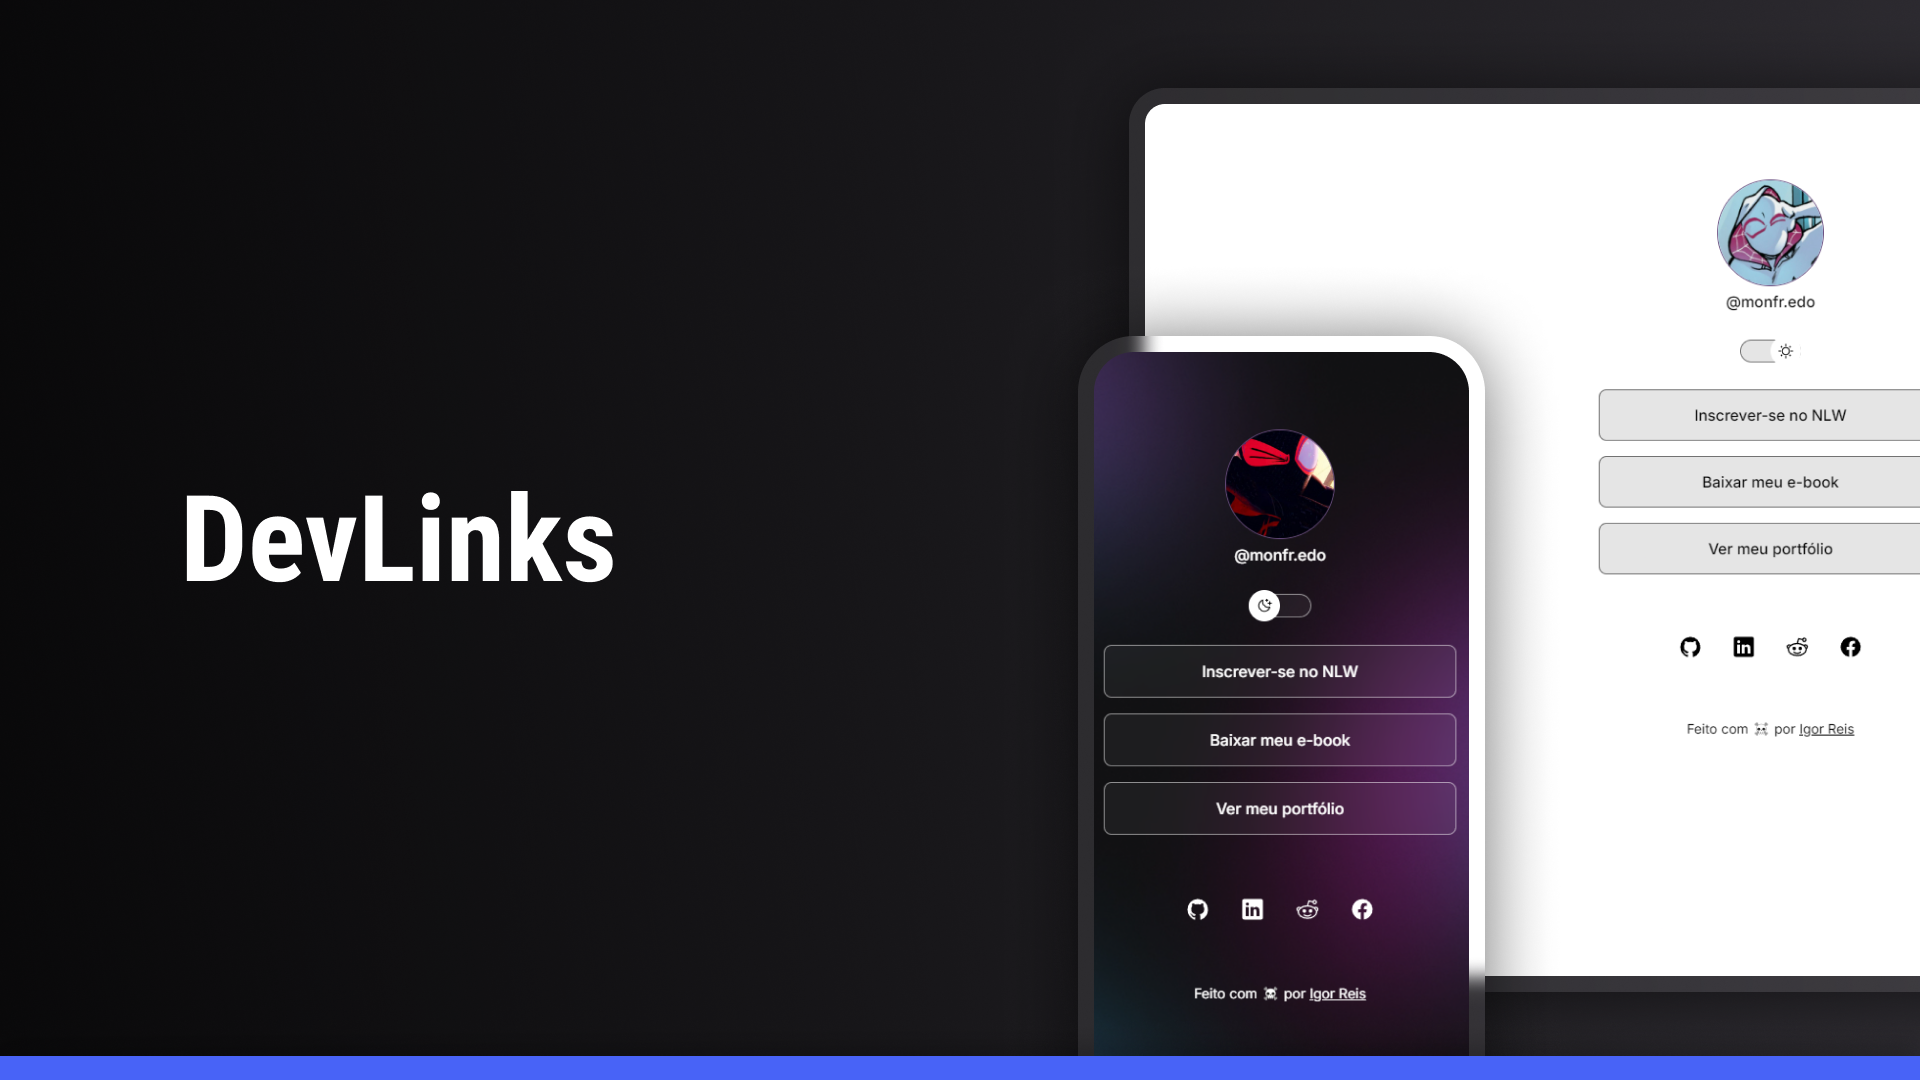 DevLinks
@monfr.edo
Inscrever-se no NLW
Baixar meu e-book
Ver meu portfólio
Feito com ☠ por Igor Reis
@monfr.edo
Inscrever-se no NLW
Baixar meu e-book
Ver meu portfólio
Feito com ☠ por Igor Reis